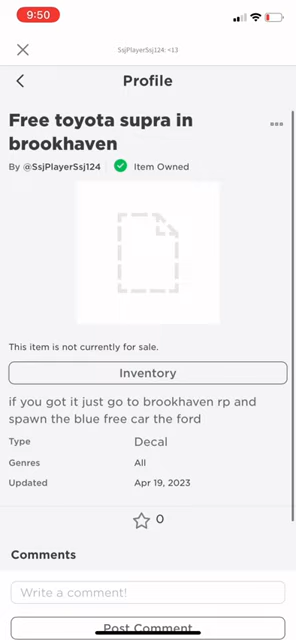 9:50
SsjPlayerSsj124: <13
Profile
Free toyota supra in
brookhaven
By @SsjPlayerSsj124 Item Owned
This item is not currently for sale.
Inventory
if you got it just go to brookhaven rp and
spawn the blue free car the ford
Type Decal
Genres All
Updated Apr 19, 2023
0
Comments
Write a comment!
Post Comment